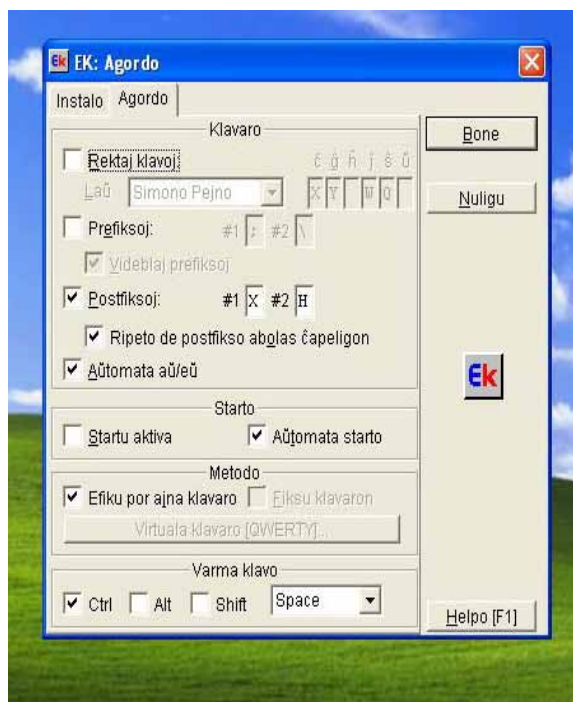 EK: Agordo
Instalo Agordo
Klavaro
Bone
Rektaj klavoj:
ĉ ĝ ĥ ĵ ŝ ŭ
Laŭ Simono Pejno X Y W Q
Nuligu
Prefiksoj: #1 ; #2 \
Videblaj prefiksoj
Postfiksoj: #1 X #2 H
Ripeto de postfikso abolas ĉapeligon
Aŭtomata aŭ/eŭ
Ek
Starto
Startu aktiva Aŭtomata starto
Metodo
Efiku por ajna klavaro Fiksu klavaron
Virtuala klavaro [QWERTY]...
Varma klavo
Ctrl Alt Shift Space
Helpo [F1]